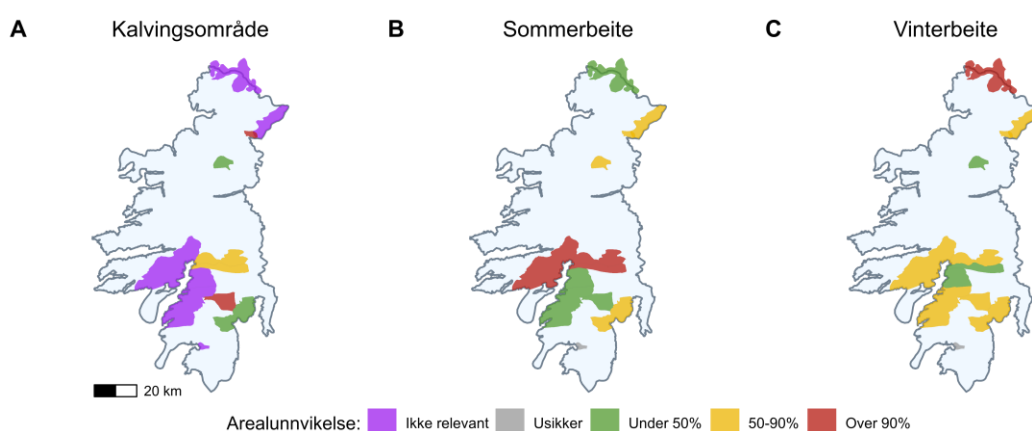 A Kalvingsområde B Sommerbeite C Vinterbeite
20 km
Arealunnvikelse: Ikke relevant Usikker Under 50% 50-90% Over 90%